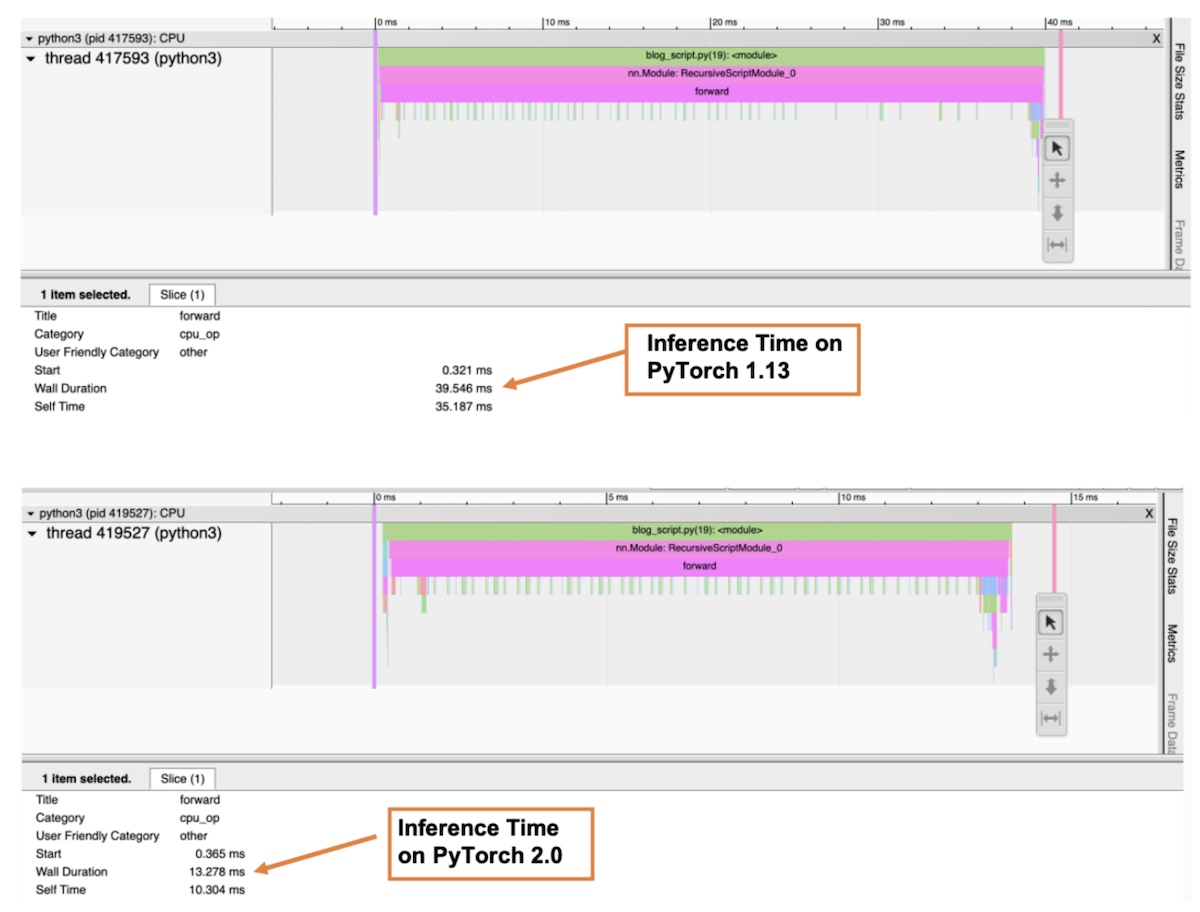 0 ms 10 ms 20 ms 30 ms 40 ms
python3 (pid 417593): CPU X
thread 417593 (python3)
blog_script.py(19): <module>
nn.Module: RecursiveScriptModule_0
forward
File Size Stats
Metrics
Frame Da
1 item selected. Slice (1)
Title forward
Category cpu_op
User Friendly Category other
Start 0.321 ms
Wall Duration 39.546 ms
Self Time 35.187 ms
Inference Time on
PyTorch 1.13
0 ms 5 ms 10 ms 15 ms
python3 (pid 419527): CPU X
thread 419527 (python3)
blog_script.py(19): <module>
nn.Module: RecursiveScriptModule_0
forward
File Size Stats
Metrics
Frame Data
1 item selected. Slice (1)
Title forward
Category cpu_op
User Friendly Category other
Start 0.365 ms
Wall Duration 13.278 ms
Self Time 10.304 ms
Inference Time
on PyTorch 2.0